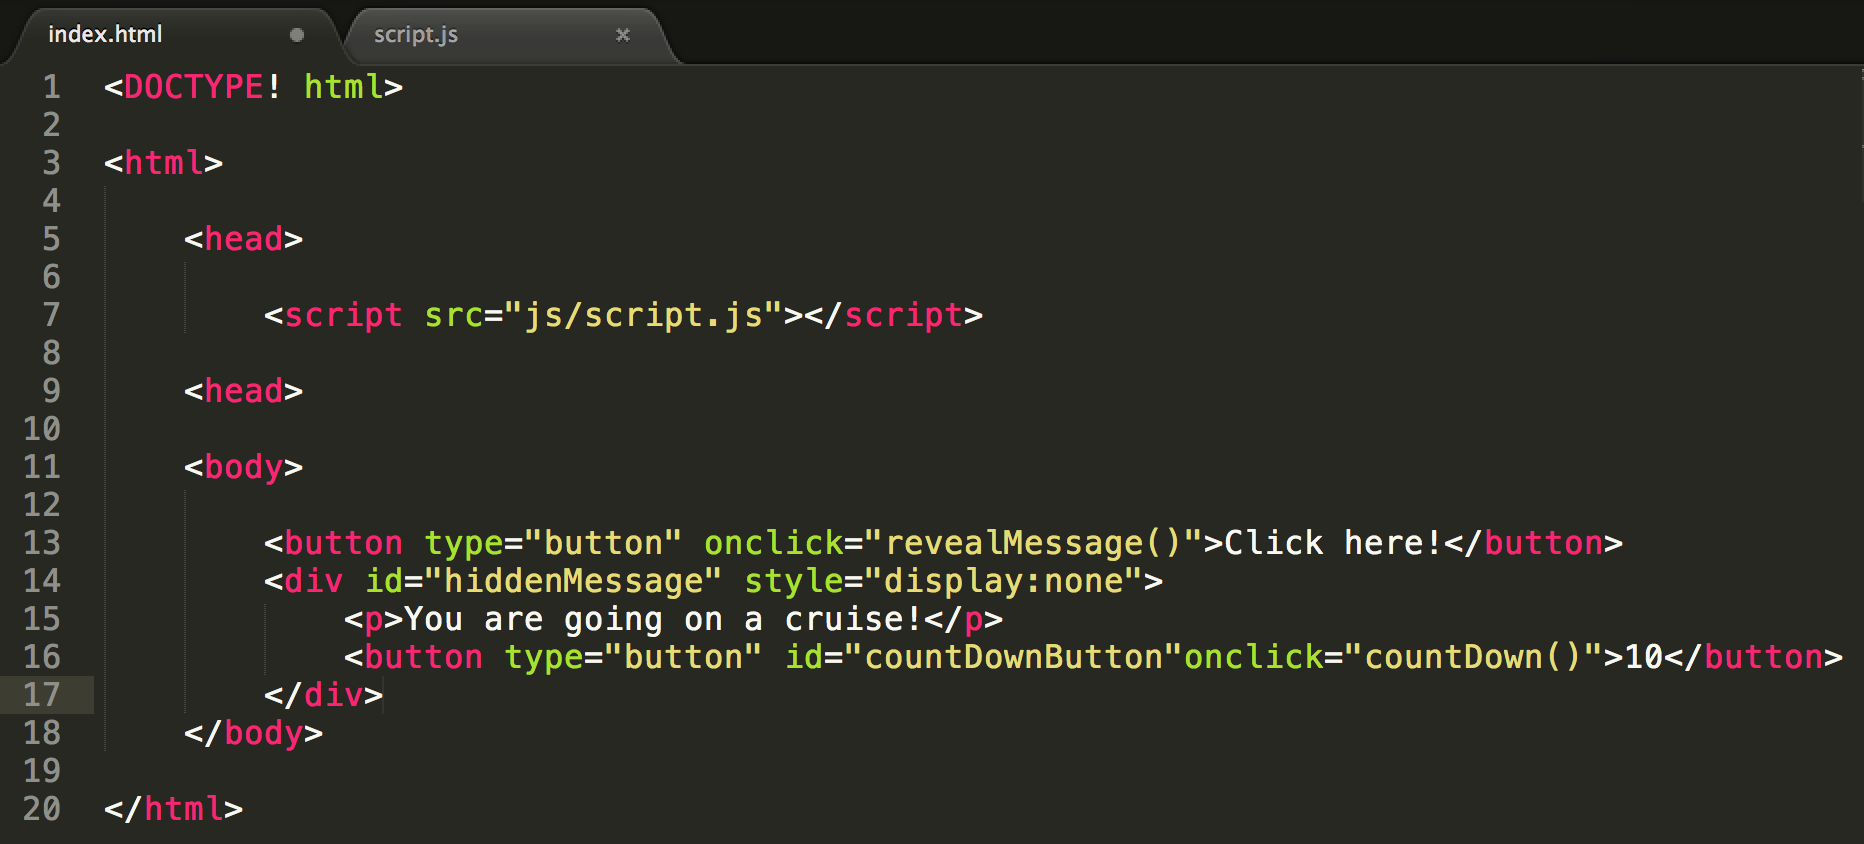 index.html script.js
1 <DOCTYPE! html>
2
3 <html>
4
5 <head>
6
7 <script src="js/script.js"></script>
8
9 <head>
10
11 <body>
12
13 <button type="button" onclick="revealMessage()">Click here!</button>
14 <div id="hiddenMessage" style="display:none">
15 <p>You are going on a cruise!</p>
16 <button type="button" id="countDownButton"onclick="countDown()">10</button>
17 </div>
18 </body>
19
20 </html>